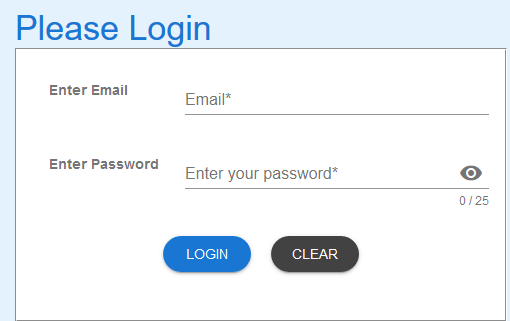 Please Login
Enter Email
Email*
Enter Password
Enter your password*
0 / 25
LOGIN
CLEAR